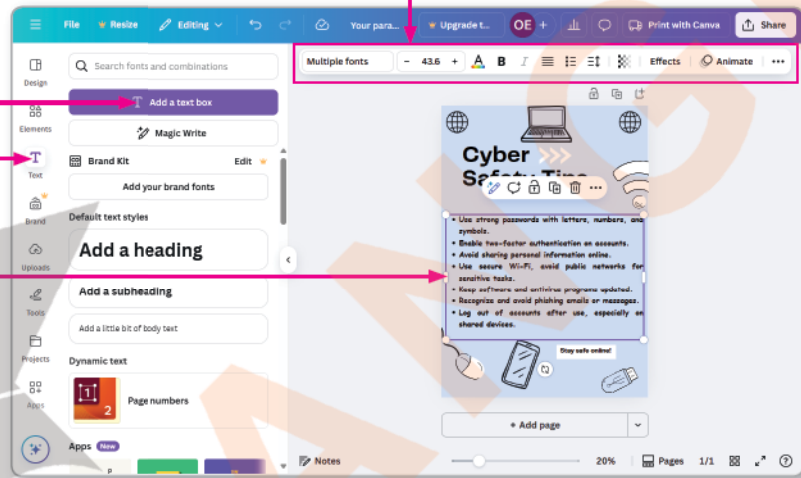 File Resize Editing Your para... Upgrade t... OE + Print with Canva Share
Search fonts and combinations
Multiple fonts - 43.6 + A B I Effects Animate ...
Design
T Add a text box
Elements
Magic Write
T
Text
Brand Kit Edit
Add your brand fonts
Brand
Default text styles
Add a heading
Uploads
Add a subheading
Tools
Add a little bit of body text
Projects
Dynamic text
Apps
1
2
Page numbers
Apps New
Cyber
Safety Tips
• Use strong passwords with letters, numbers, and
symbols.
• Enable two-factor authentication on accounts.
• Avoid sharing personal information online.
• Use secure Wi-Fi, avoid public networks for
sensitive tasks.
• Keep software and antivirus programs updated.
• Recognize and avoid phishing emails or messages.
• Log out of accounts after use, especially on
shared devices.
Stay safe online!
+ Add page
Notes 20% Pages 1/1